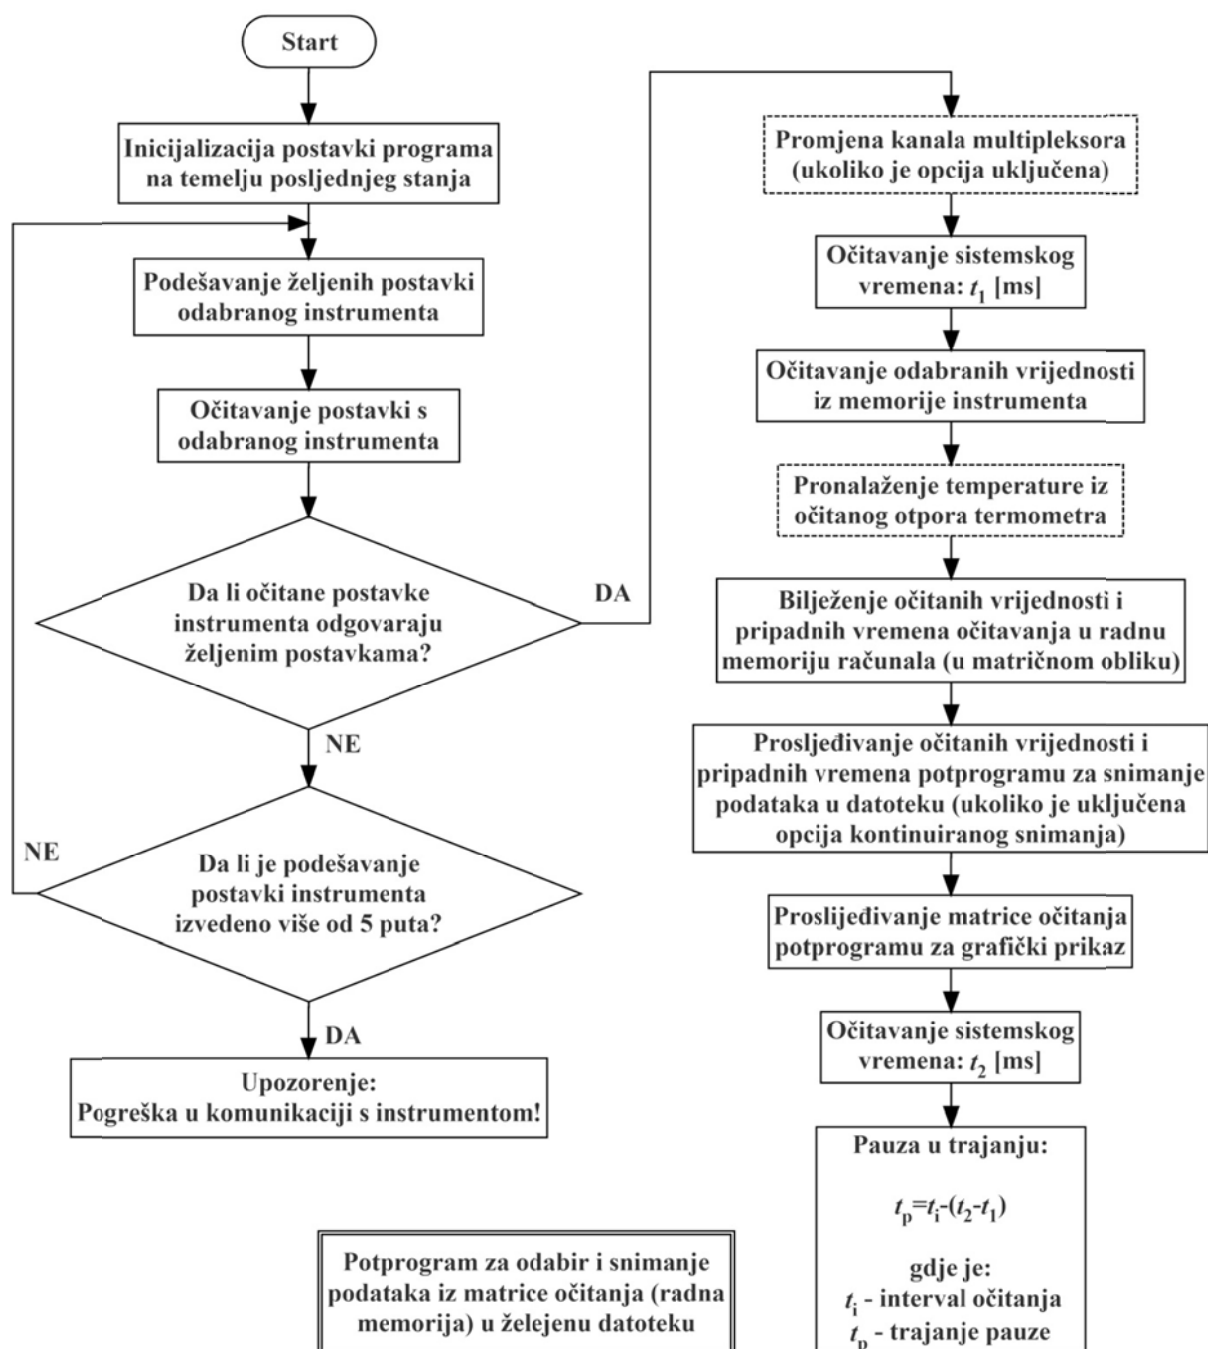 Start
Inicijalizacija postavki programa
na temelju posljednjeg stanja
Podešavanje željenih postavki
odabranog instrumenta
Očitavanje postavki s
odabranog instrumenta
Da li očitane postavke
instrumenta odgovaraju
željenim postavkama?
DA
NE
Da li je podešavanje
postavki instrumenta
izvedeno više od 5 puta?
NE
DA
Upozorenje:
Pogreška u komunikaciji s instrumentom!
Promjena kanala multipleksora
(ukoliko je opcija uključena)
Očitavanje sistemskog
vremena: t1 [ms]
Očitavanje odabranih vrijednosti
iz memorije instrumenta
Pronalaženje temperature iz
očitanog otpora termometra
Bilježenje očitanih vrijednosti i
pripadnih vremena očitavanja u radnu
memoriju računala (u matričnom obliku)
Prosljeđivanje očitanih vrijednosti i
pripadnih vremena potprogramu za snimanje
podataka u datoteku (ukoliko je uključena
opcija kontinuiranog snimanja)
Proslijeđivanje matrice očitanja
potprogramu za grafički prikaz
Očitavanje sistemskog
vremena: t2 [ms]
Pauza u trajanju:
tp=ti-(t2-t1)
gdje je:
ti - interval očitanja
tp - trajanje pauze
Potprogram za odabir i snimanje
podataka iz matrice očitanja (radna
memorija) u želejenu datoteku